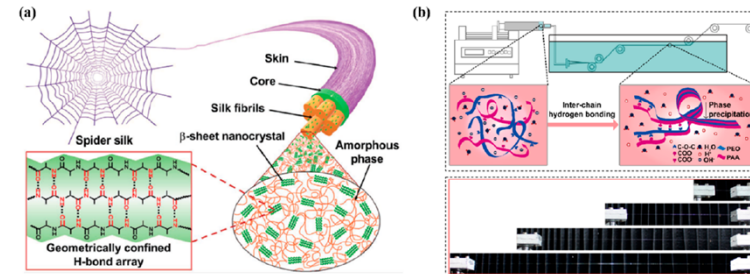 (a)
Skin
Core
Silk fibrils
Spider silk
β-sheet nanocrystal
Amorphous
phase
Geometrically confined
H-bond array
(b)
Inter-chain
hydrogen bonding
Phase
precipitation
C-O-C H₂O PEO
COO H⁺
COO OH PAA